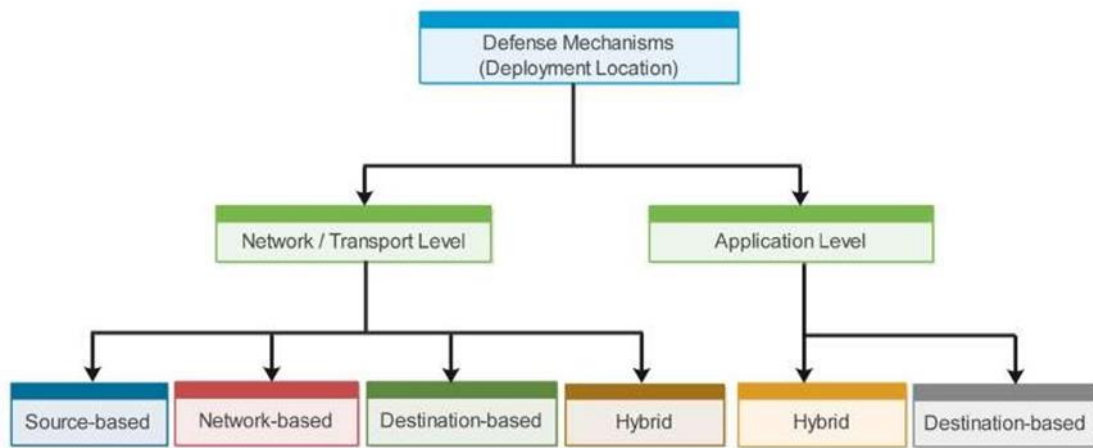 Defense Mechanisms
(Deployment Location)
Network / Transport Level
Application Level
Source-based
Network-based
Destination-based
Hybrid
Hybrid
Destination-based